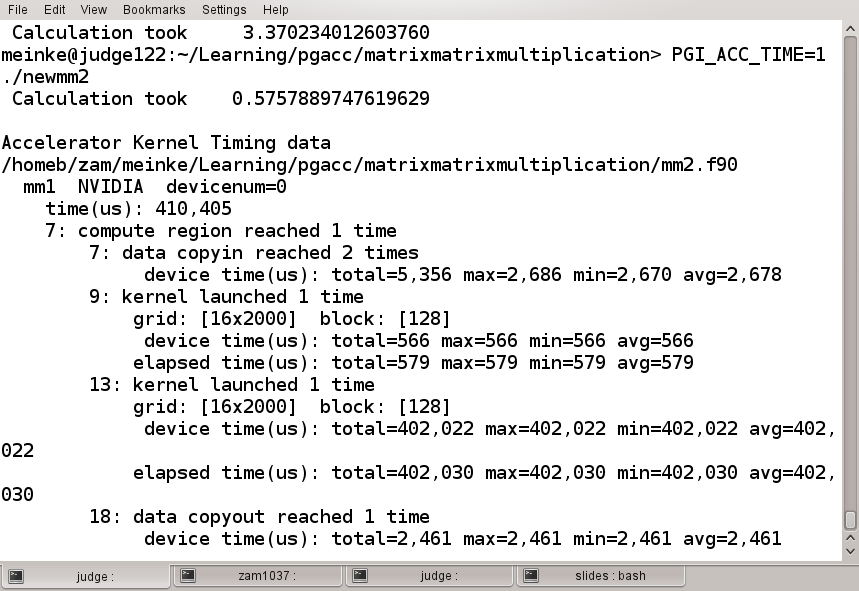 File Edit View Bookmarks Settings Help
Calculation took 3.370234012603760
meinke@judge122:~/Learning/pgacc/matrixmatrixmultiplication> PGI_ACC_TIME=1
./newmm2
Calculation took 0.5757889747619629
Accelerator Kernel Timing data
/homeb/zam/meinke/Learning/pgacc/matrixmatrixmultiplication/mm2.f90
mm1 NVIDIA devicenum=0
time(us): 410,405
7: compute region reached 1 time
7: data copyin reached 2 times
device time(us): total=5,356 max=2,686 min=2,670 avg=2,678
9: kernel launched 1 time
grid: [16x2000] block: [128]
device time(us): total=566 max=566 min=566 avg=566
elapsed time(us): total=579 max=579 min=579 avg=579
13: kernel launched 1 time
grid: [16x2000] block: [128]
device time(us): total=402,022 max=402,022 min=402,022 avg=402,
022
elapsed time(us): total=402,030 max=402,030 min=402,030 avg=402,
030
18: data copyout reached 1 time
device time(us): total=2,461 max=2,461 min=2,461 avg=2,461
judge : zam1037 : judge : slides : bash